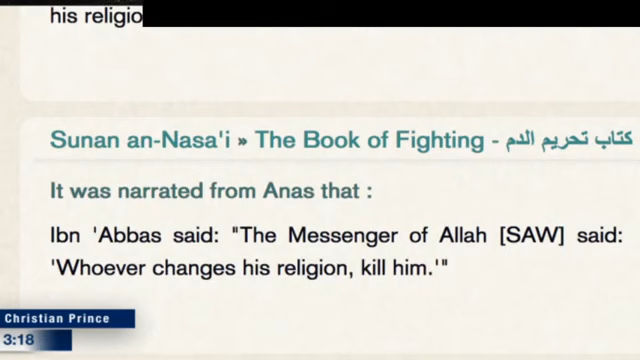 his religio
Sunan an-Nasa'i » The Book of Fighting - كتاب تحريم الدم
It was narrated from Anas that :
Ibn 'Abbas said: "The Messenger of Allah [SAW] said:
'Whoever changes his religion, kill him.'"
Christian Prince
3:18